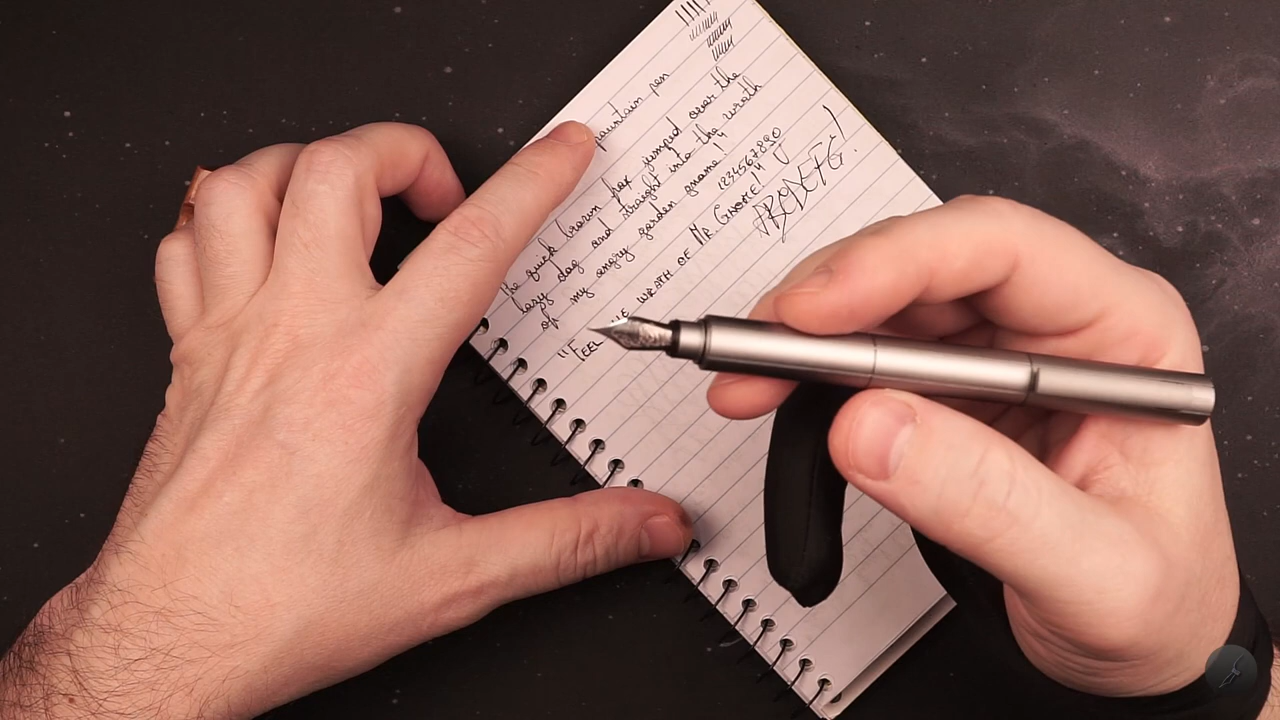 fountain pen
The quick brown fox jumped over the
lazy dog and straight into the wrath
of my angry garden gnome!"
1234567890
"FEEL THE WRATH OF MR. GNOME!"
ABCDEFG!